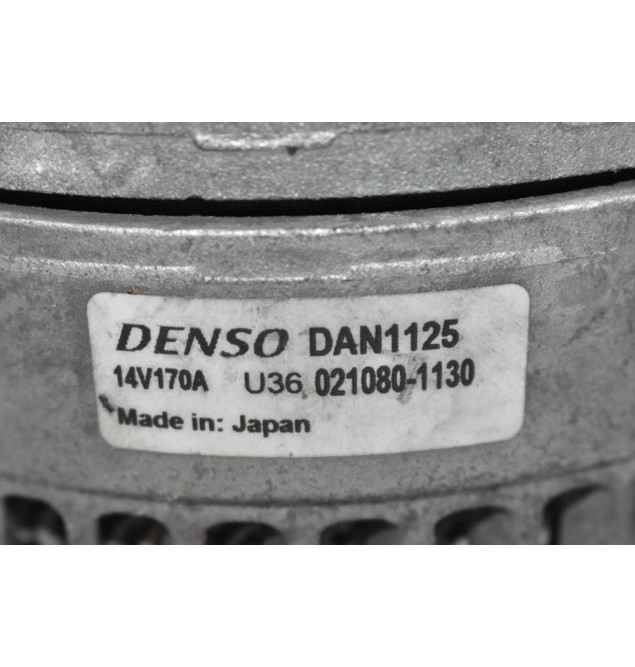 DENSO DAN1125
14V170A U36 021080-1130
Made in: Japan